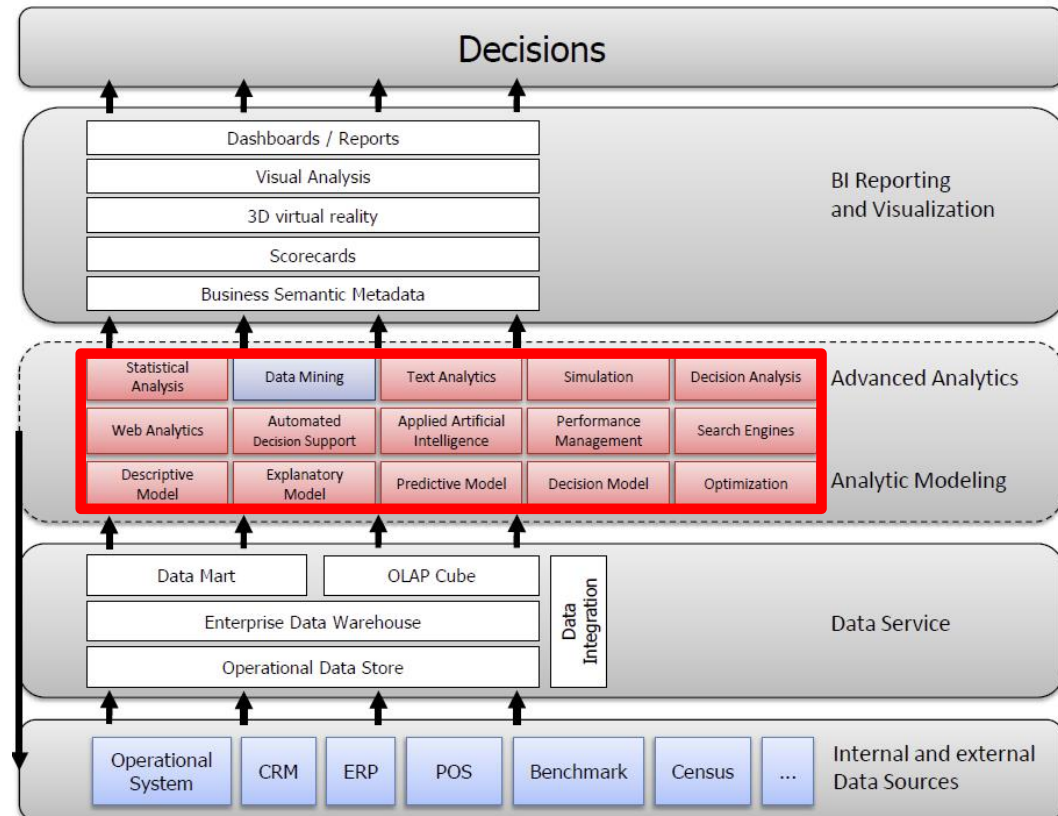 Decisions
Dashboards / Reports
Visual Analysis
3D virtual reality
Scorecards
Business Semantic Metadata
BI Reporting
and Visualization
Statistical
Analysis
Data Mining
Text Analytics
Simulation
Decision Analysis
Advanced Analytics
Web Analytics
Automated
Decision Support
Applied Artificial
Intelligence
Performance
Management
Search Engines
Descriptive
Model
Explanatory
Model
Predictive Model
Decision Model
Optimization
Analytic Modeling
Data Mart
OLAP Cube
Enterprise Data Warehouse
Operational Data Store
Data
Integration
Data Service
Operational
System
CRM
ERP
POS
Benchmark
Census
...
Internal and external
Data Sources